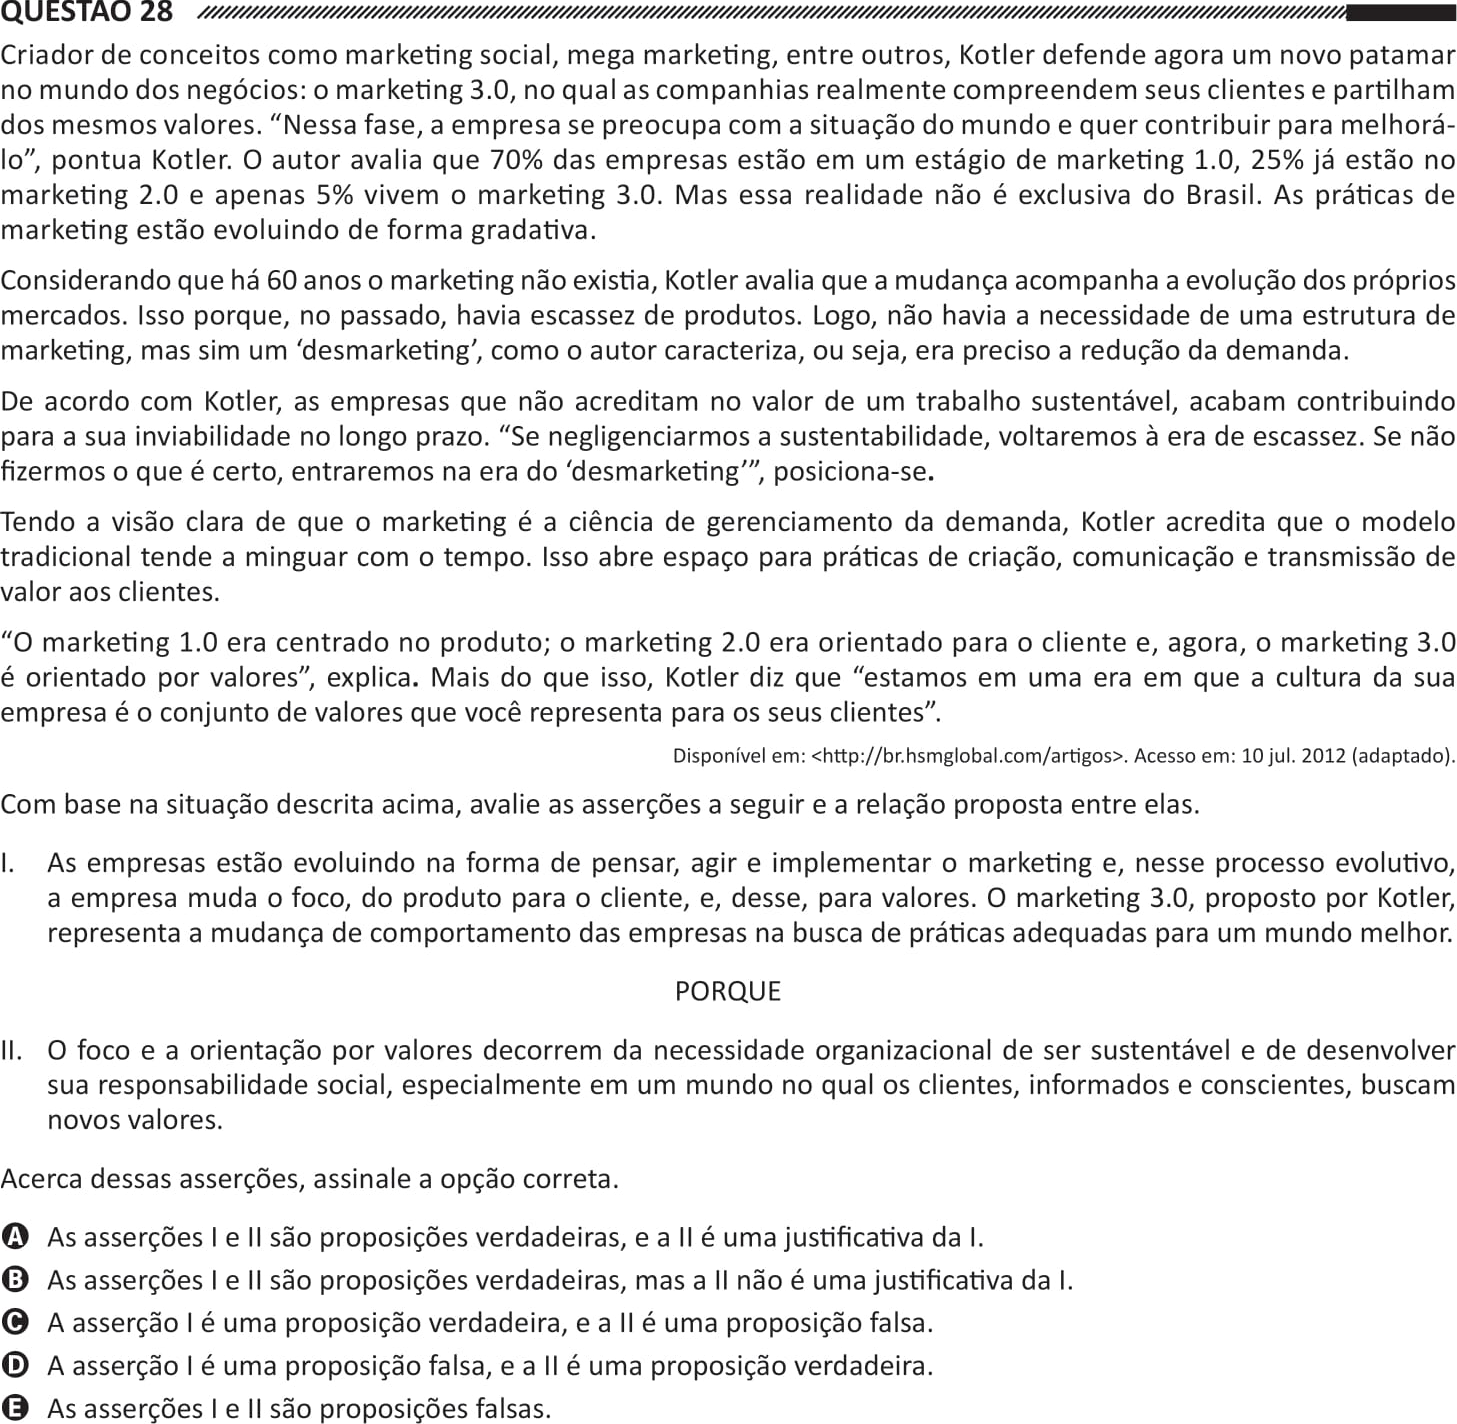 QUESTÃO 28
Criador de conceitos como marketing social, mega marketing, entre outros, Kotler defende agora um novo patamar
no mundo dos negócios: o marketing 3.0, no qual as companhias realmente compreendem seus clientes e partilham
dos mesmos valores. “Nessa fase, a empresa se preocupa com a situação do mundo e quer contribuir para melhorá-
lo”, pontua Kotler. O autor avalia que 70% das empresas estão em um estágio de marketing 1.0, 25% já estão no
marketing 2.0 e apenas 5% vivem o marketing 3.0. Mas essa realidade não é exclusiva do Brasil. As práticas de
marketing estão evoluindo de forma gradativa.
Considerando que há 60 anos o marketing não existia, Kotler avalia que a mudança acompanha a evolução dos próprios
mercados. Isso porque, no passado, havia escassez de produtos. Logo, não havia a necessidade de uma estrutura de
marketing, mas sim um ‘desmarketing’, como o autor caracteriza, ou seja, era preciso a redução da demanda.
De acordo com Kotler, as empresas que não acreditam no valor de um trabalho sustentável, acabam contribuindo
para a sua inviabilidade no longo prazo. “Se negligenciarmos a sustentabilidade, voltaremos à era de escassez. Se não
fizermos o que é certo, entraremos na era do ‘desmarketing’”, posiciona-se.
Tendo a visão clara de que o marketing é a ciência de gerenciamento da demanda, Kotler acredita que o modelo
tradicional tende a minguar com o tempo. Isso abre espaço para práticas de criação, comunicação e transmissão de
valor aos clientes.
“O marketing 1.0 era centrado no produto; o marketing 2.0 era orientado para o cliente e, agora, o marketing 3.0
é orientado por valores”, explica. Mais do que isso, Kotler diz que “estamos em uma era em que a cultura da sua
empresa é o conjunto de valores que você representa para os seus clientes”.
Disponível em: <http://br.hsmglobal.com/artigos>. Acesso em: 10 jul. 2012 (adaptado).
Com base na situação descrita acima, avalie as asserções a seguir e a relação proposta entre elas.
I. As empresas estão evoluindo na forma de pensar, agir e implementar o marketing e, nesse processo evolutivo,
a empresa muda o foco, do produto para o cliente, e, desse, para valores. O marketing 3.0, proposto por Kotler,
representa a mudança de comportamento das empresas na busca de práticas adequadas para um mundo melhor.
PORQUE
II. O foco e a orientação por valores decorrem da necessidade organizacional de ser sustentável e de desenvolver
sua responsabilidade social, especialmente em um mundo no qual os clientes, informados e conscientes, buscam
novos valores.
Acerca dessas asserções, assinale a opção correta.
A As asserções I e II são proposições verdadeiras, e a II é uma justificativa da I.
B As asserções I e II são proposições verdadeiras, mas a II não é uma justificativa da I.
C A asserção I é uma proposição verdadeira, e a II é uma proposição falsa.
D A asserção I é uma proposição falsa, e a II é uma proposição verdadeira.
E As asserções I e II são proposições falsas.